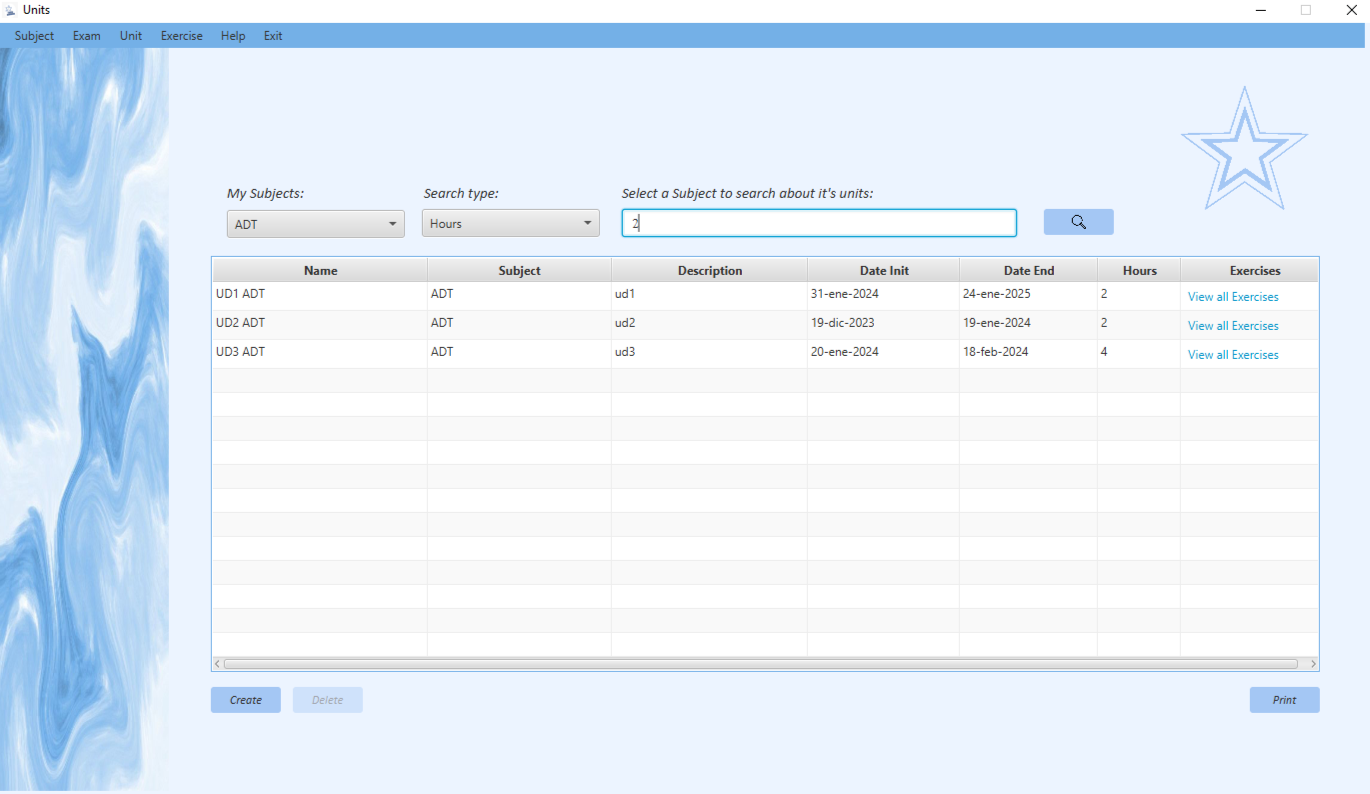 Units
Subject Exam Unit Exercise Help Exit
My Subjects: Search type: Select a Subject to search about it's units:
ADT Hours 2
Name Subject Description Date Init Date End Hours Exercises
UD1 ADT ADT ud1 31-ene-2024 24-ene-2025 2 View all Exercises
UD2 ADT ADT ud2 19-dic-2023 19-ene-2024 2 View all Exercises
UD3 ADT ADT ud3 20-ene-2024 18-feb-2024 4 View all Exercises
Create Delete Print